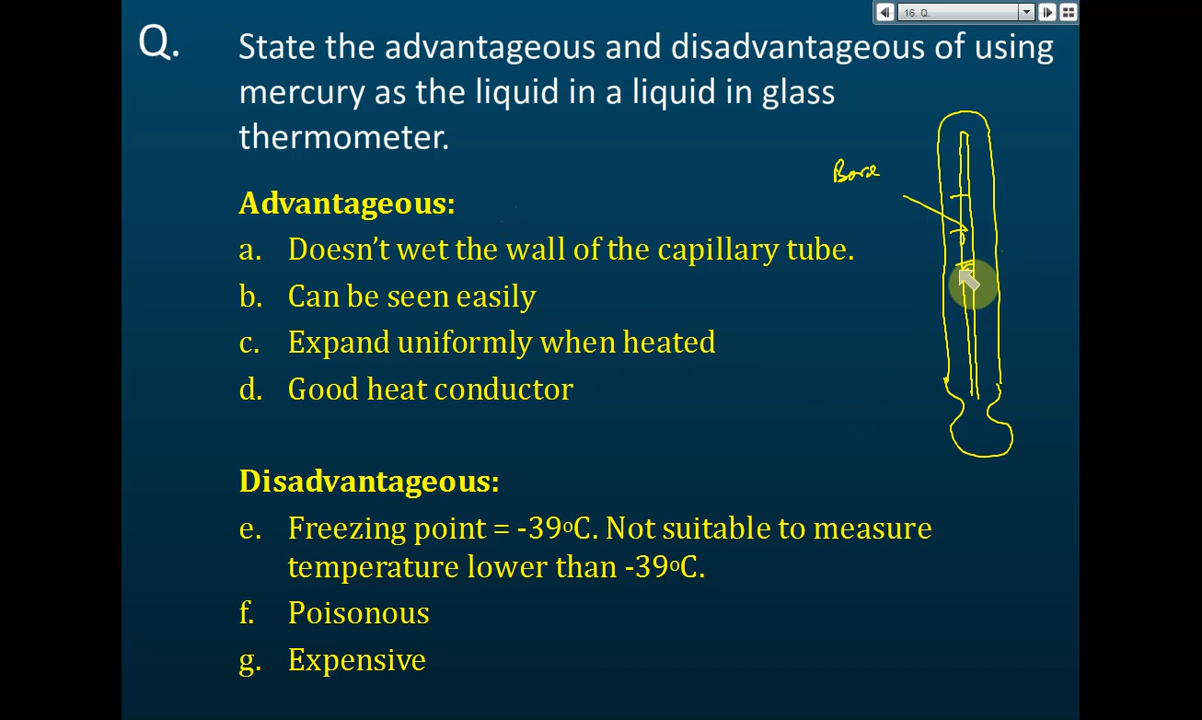 16. Q.
Q. State the advantageous and disadvantageous of using
mercury as the liquid in a liquid in glass
thermometer.
Bore
Advantageous:
a. Doesn’t wet the wall of the capillary tube.
b. Can be seen easily
c. Expand uniformly when heated
d. Good heat conductor
Disadvantageous:
e. Freezing point = -39oC. Not suitable to measure
temperature lower than -39oC.
f. Poisonous
g. Expensive